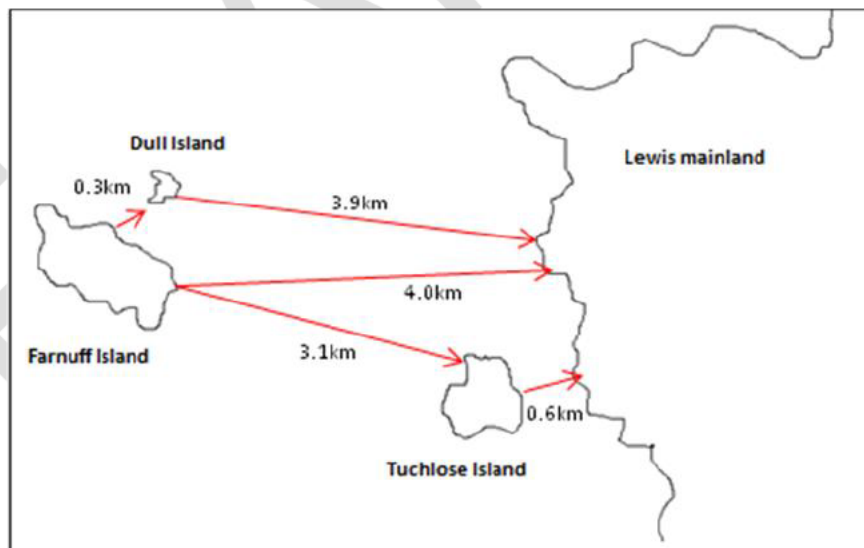 Dull Island
Lewis mainland
0.3km
3.9km
4.0km
Farnuff Island
3.1km
0.6km
Tuchlose Island